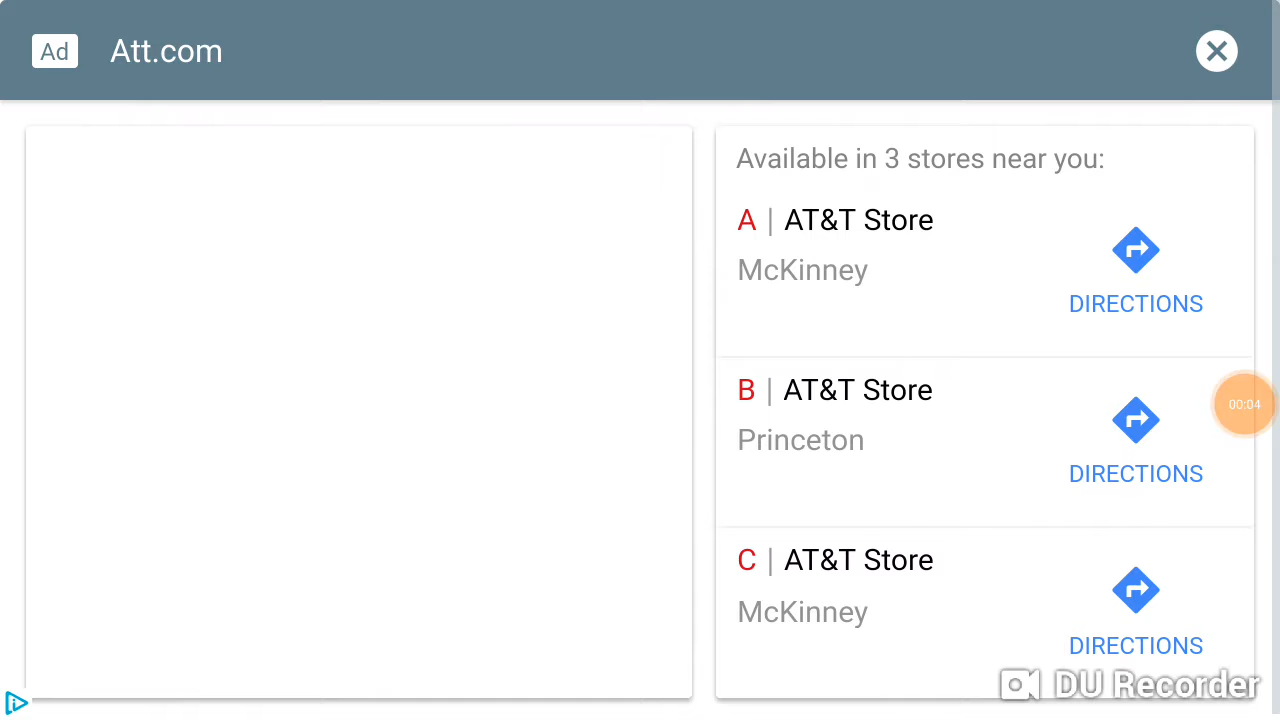 Ad Att.com
Available in 3 stores near you:
A | AT&T Store
McKinney
DIRECTIONS
B | AT&T Store
Princeton
DIRECTIONS
00:04
C | AT&T Store
McKinney
DIRECTIONS
DU Recorder